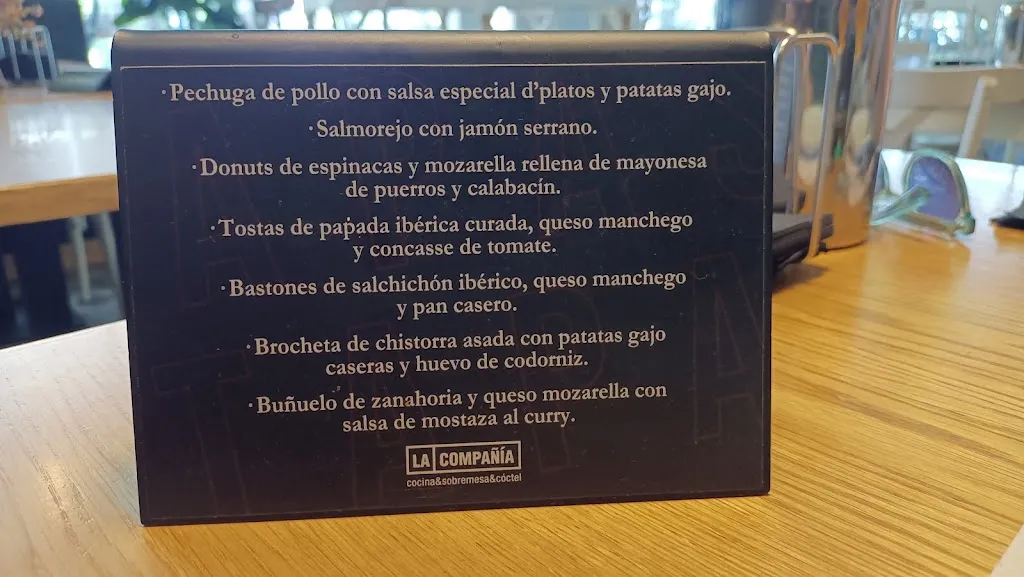 ·Pechuga de pollo con salsa especial d'platos y patatas gajo.
·Salmorejo con jamón serrano.
·Donuts de espinacas y mozarella rellena de mayonesa
de puerros y calabacín.
·Tostas de papada ibérica curada, queso manchego
y concasse de tomate.
·Bastones de salchichón ibérico, queso manchego
y pan casero.
·Brocheta de chistorra asada con patatas gajo
caseras y huevo de codorniz.
·Buñuelo de zanahoria y queso mozarella con
salsa de mostaza al curry.
LA COMPAÑÍA
cocina&sobremesa&cóctel